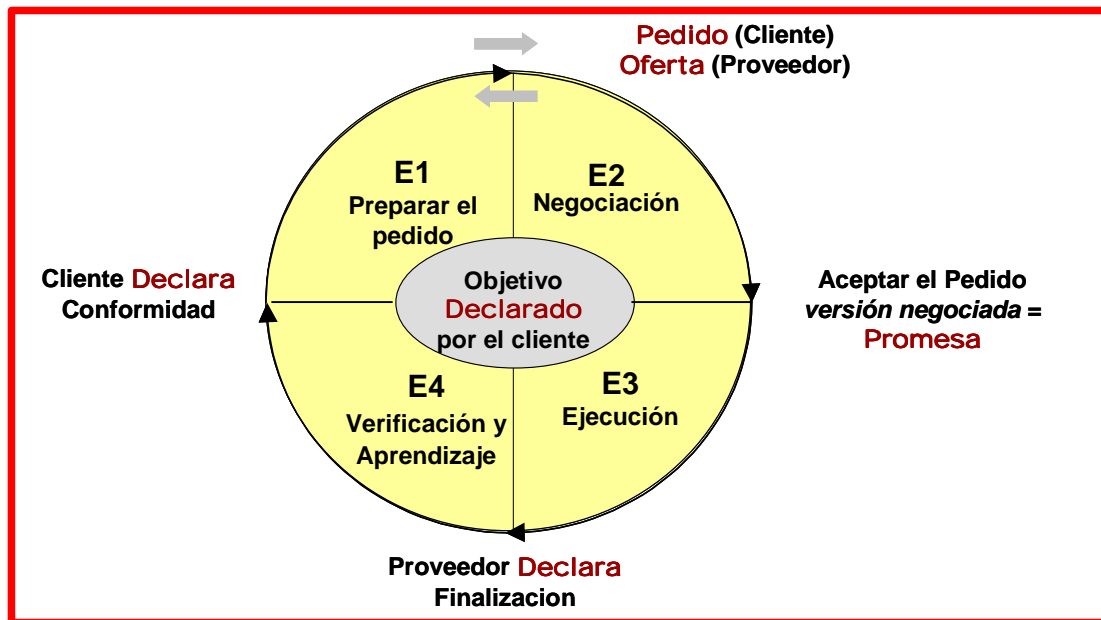 Pedido (Cliente)
Oferta (Proveedor)
E1
Preparar el
pedido
E2
Negociación
Cliente Declara
Conformidad
Objetivo
Declarado
por el cliente
Aceptar el Pedido
versión negociada =
Promesa
E4
Verificación y
Aprendizaje
E3
Ejecución
Proveedor Declara
Finalizacion